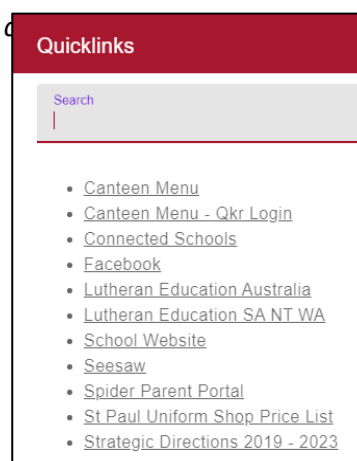 Quicklinks
Search
Canteen Menu
Canteen Menu - Qkr Login
Connected Schools
Facebook
Lutheran Education Australia
Lutheran Education SA NT WA
School Website
Seesaw
Spider Parent Portal
St Paul Uniform Shop Price List
Strategic Directions 2019 - 2023